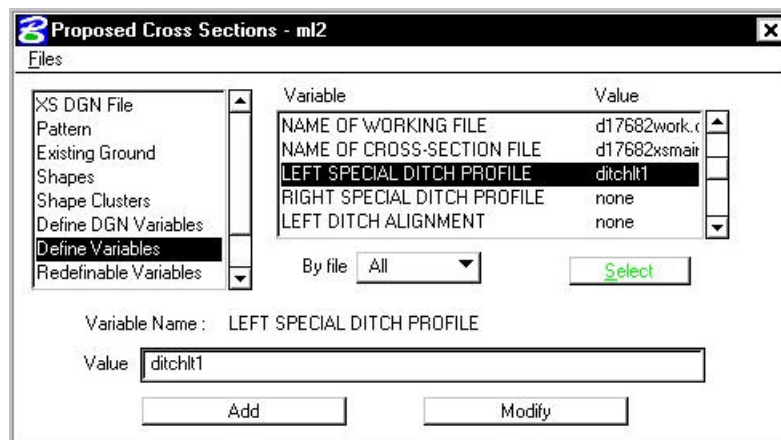 Proposed Cross Sections - ml2
Files
XS DGN File
Pattern
Existing Ground
Shapes
Shape Clusters
Define DGN Variables
Define Variables
Redefinable Variables
Variable Value
NAME OF WORKING FILE d17682work.c
NAME OF CROSS-SECTION FILE d17682xsmair
LEFT SPECIAL DITCH PROFILE ditchlt1
RIGHT SPECIAL DITCH PROFILE none
LEFT DITCH ALIGNMENT none
By file All
Select
Variable Name : LEFT SPECIAL DITCH PROFILE
Value ditchlt1
Add Modify